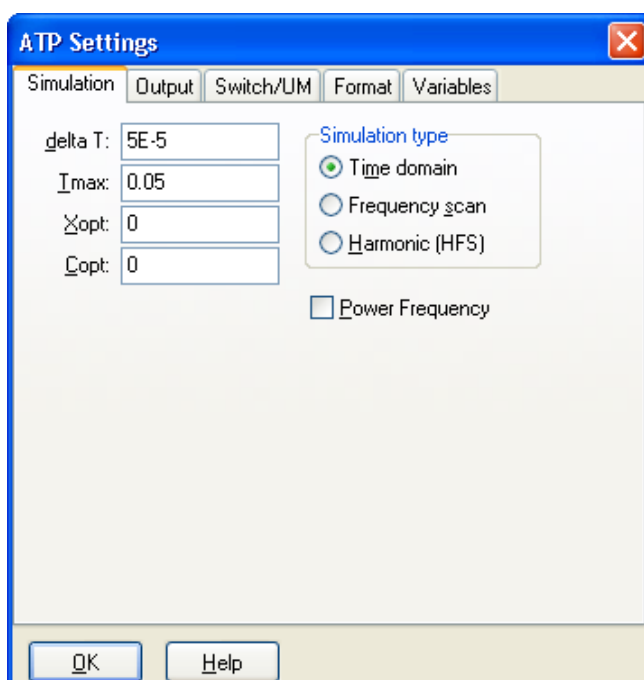 ATP Settings
Simulation Output Switch/UM Format Variables
delta T: 5E-5
Tmax: 0.05
Xopt: 0
Copt: 0
Simulation type
Time domain
Frequency scan
Harmonic (HFS)
Power Frequency
OK Help